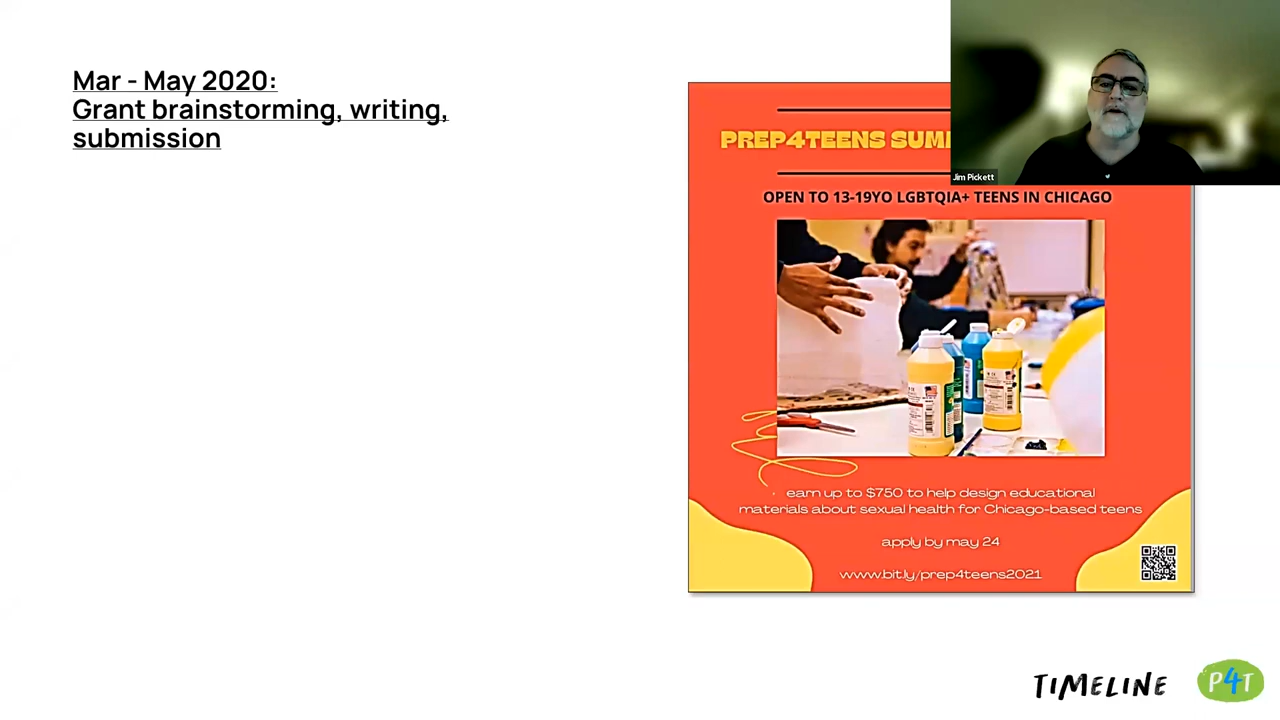 Mar - May 2020:
Grant brainstorming, writing,
submission
PREP4TEENS
OPEN TO 13-19YO LGBTQIA+ TEENS IN CHICAGO
earn up to $750 to help design educational
materials about sexual health for Chicago-based teens
apply by may 24
www.bit.ly/prep4teens2021
Jim Pickett
TIMELINE
P4T